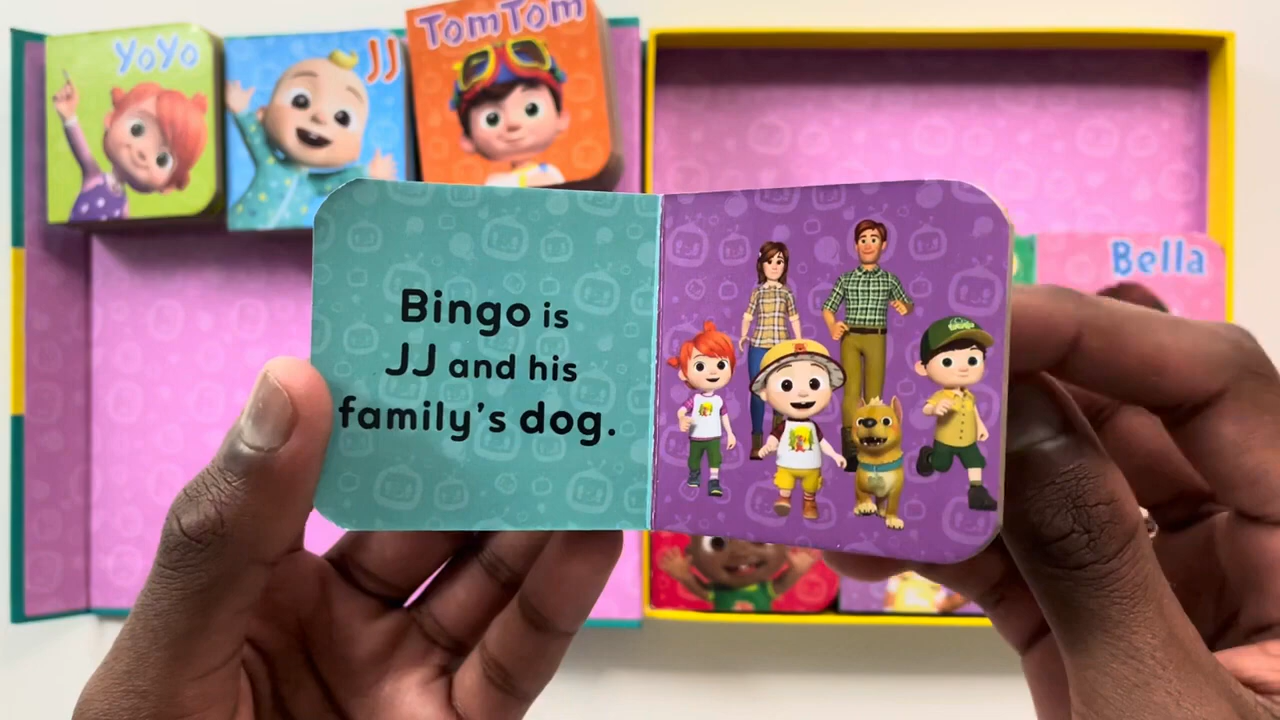 YoYo
JJ
TomTom
Bella
Bingo is
JJ and his
family's dog.